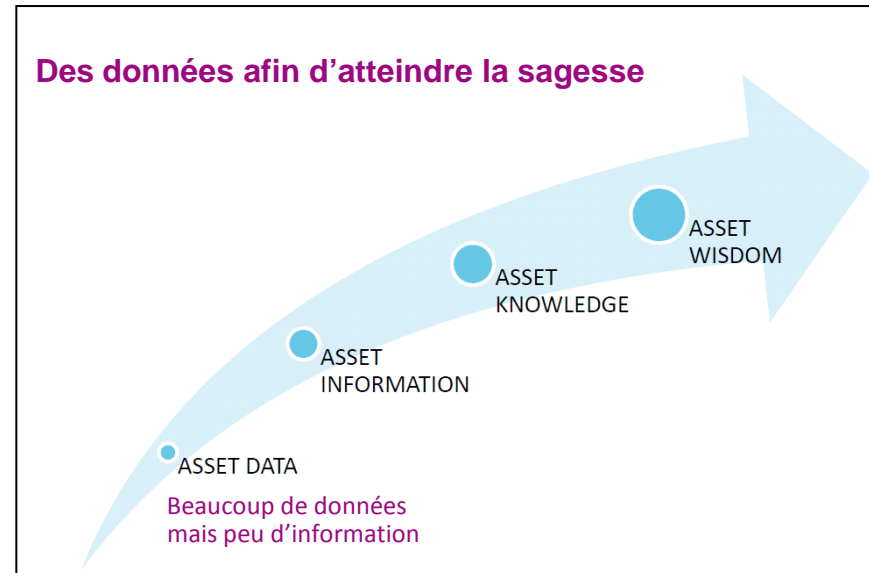 Des données afin d'atteindre la sagesse
ASSET
WISDOM
ASSET
KNOWLEDGE
ASSET
INFORMATION
ASSET DATA
Beaucoup de données
mais peu d'information